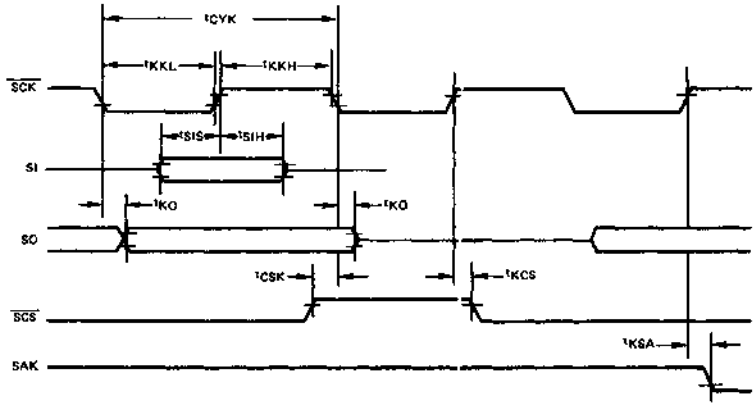 tCYK
tKKL tKKH
SCK
tSIS tSIH
SI
tKO tKO
SO
tCSK tKCS
SCS
tKSA
SAK